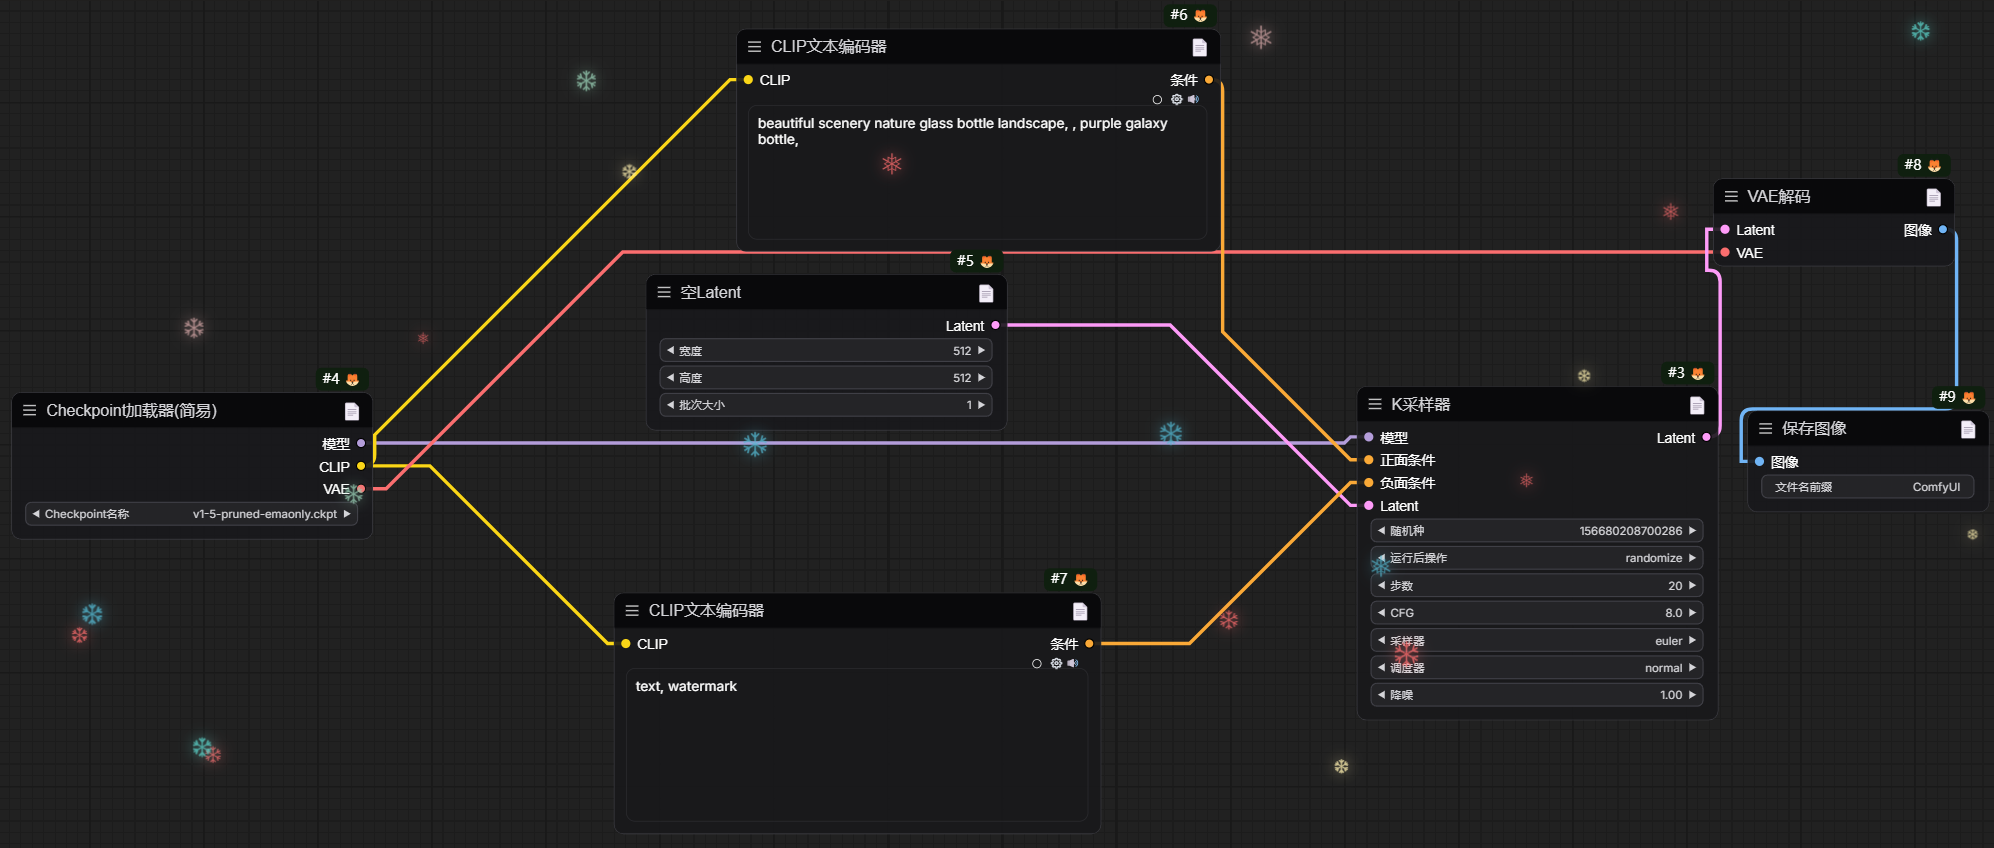 #4
Checkpoint加载器(简易)
模型
CLIP
VAE
Checkpoint名称 v1-5-pruned-emaonly.ckpt
#6
CLIP文本编码器
CLIP 条件
beautiful scenery nature glass bottle landscape, , purple galaxy
bottle,
#5
空Latent
Latent
宽度 512
高度 512
批次大小 1
#7
CLIP文本编码器
CLIP 条件
text, watermark
#3
K采样器
模型 Latent
正面条件
负面条件
Latent
随机种 156680208700286
运行后操作 randomize
步数 20
CFG 8.0
采样器 euler
调度器 normal
降噪 1.00
#8
VAE解码
Latent 图像
VAE
#9
保存图像
图像
文件名前缀 ComfyUI